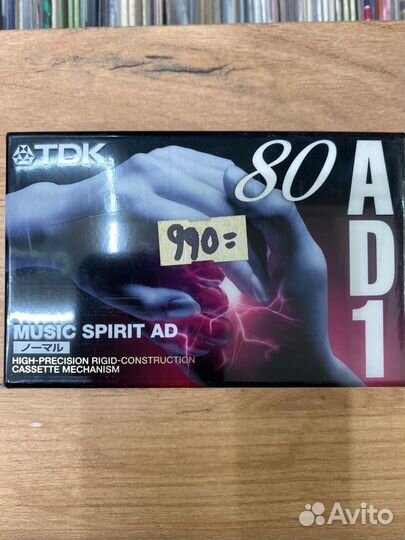 TDK
80
AD1
990=
MUSIC SPIRIT AD
ノーマル
HIGH-PRECISION RIGID-CONSTRUCTION
CASSETTE MECHANISM
Avito